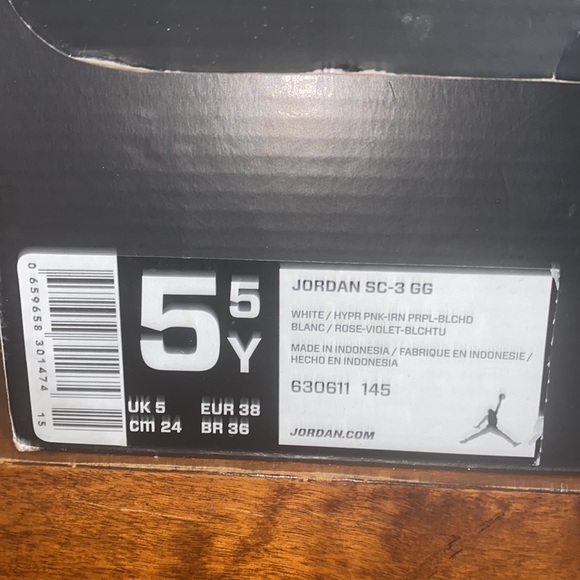 0 659658 301474 15
5 5
Y
UK 5 EUR 38
cm 24 BR 36
JORDAN SC-3 GG
WHITE / HYPR PNK-IRN PRPL-BLCHD
BLANC / ROSE-VIOLET-BLCHTU
MADE IN INDONESIA / FABRIQUE EN INDONESIE /
HECHO EN INDONESIA
630611 145
JORDAN.COM